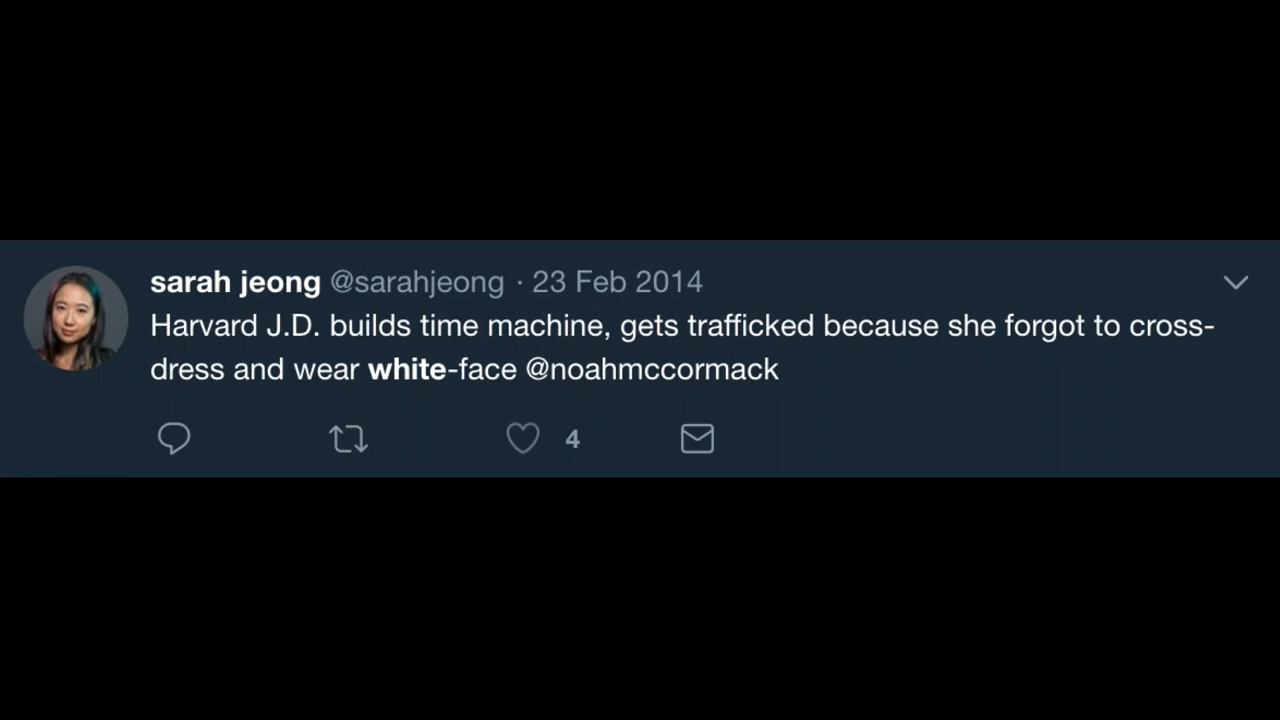 sarah jeong @sarahjeong · 23 Feb 2014
Harvard J.D. builds time machine, gets trafficked because she forgot to cross-
dress and wear white-face @noahmccormack
4